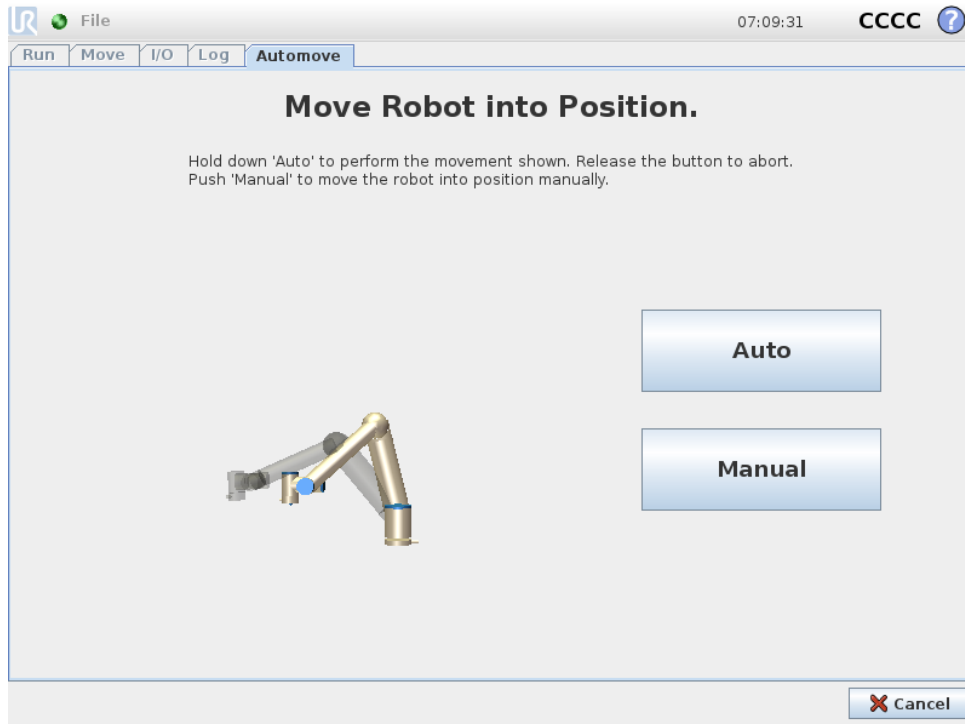 UR File 07:09:31 CCCC ?
Run Move I/O Log Automove
Move Robot into Position.
Hold down 'Auto' to perform the movement shown. Release the button to abort.
Push 'Manual' to move the robot into position manually.
Auto
Manual
Cancel